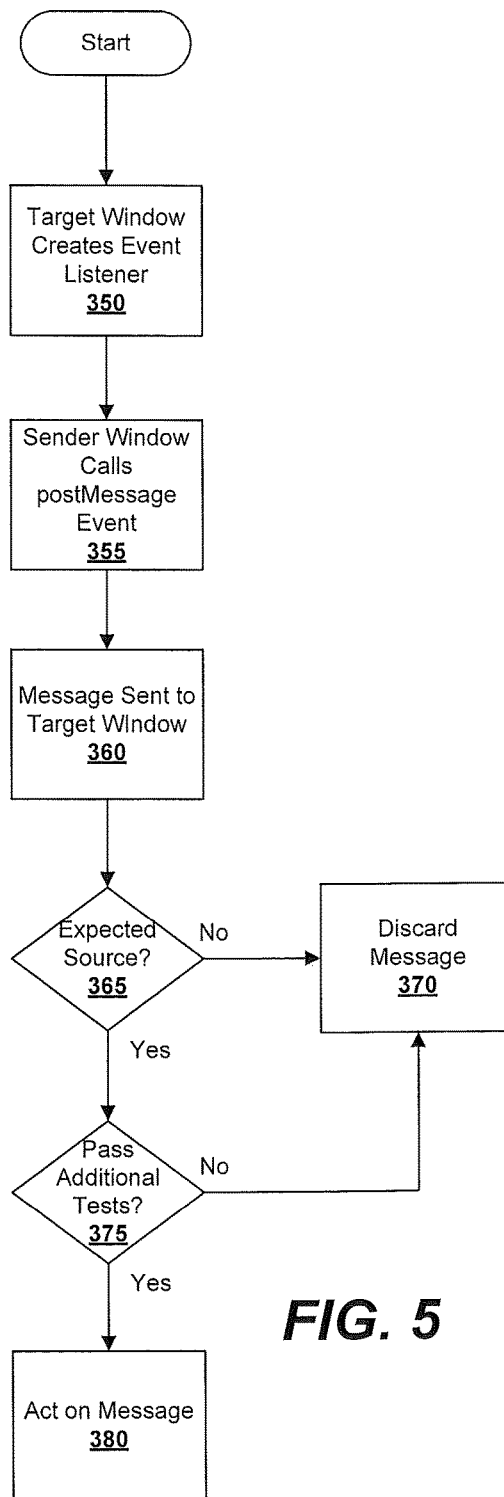 Start
Target Window
Creates Event
Listener
350
Sender Window
Calls
postMessage
Event
355
Message Sent to
Target WIndow
360
Expected
Source?
365
No
Discard
Message
370
Yes
Pass
Additional
Tests?
375
No
Yes
Act on Message
380
FIG. 5